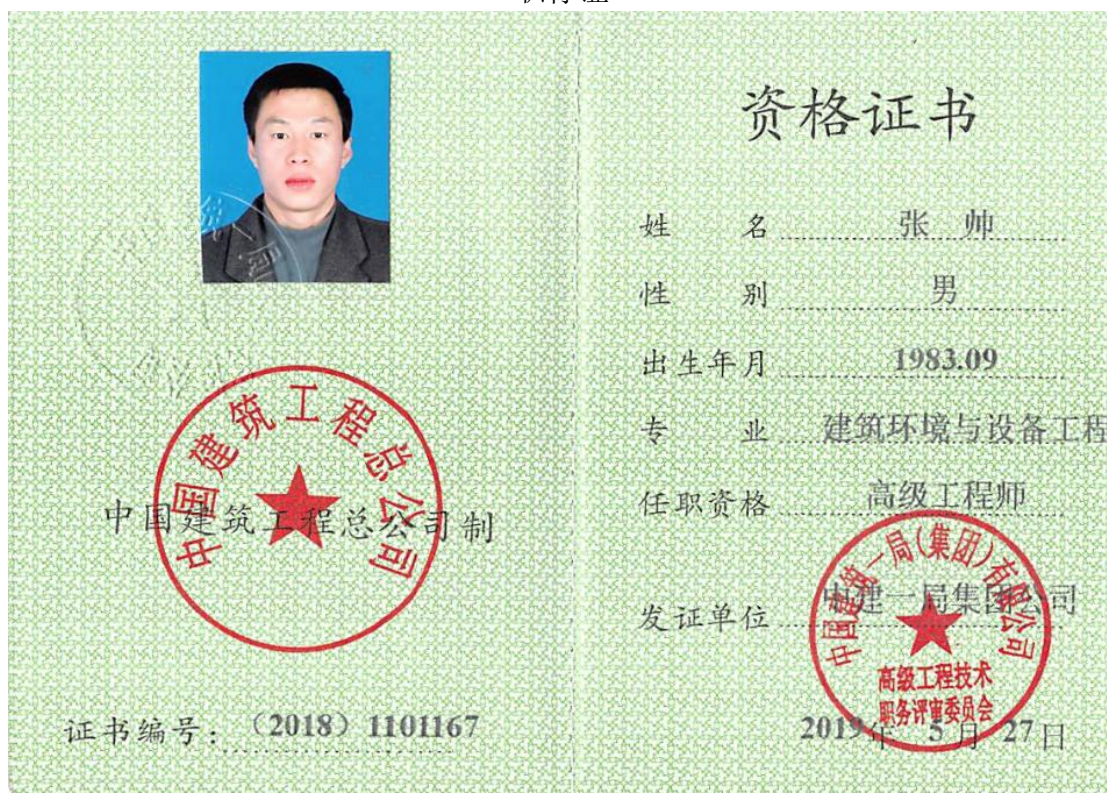 资格证书
姓 名 张 帅
性 别 男
出生年月 1983.09
专 业 建筑环境与设备工程
任职资格 高级工程师
发证单位 中建一局集团公司
中国建筑一局(集团)有限公司
高级工程技术
职务评审委员会
2019年 5月 27日
中国建筑工程总公司
中国建筑工程总公司制
证书编号：(2018) 1101167